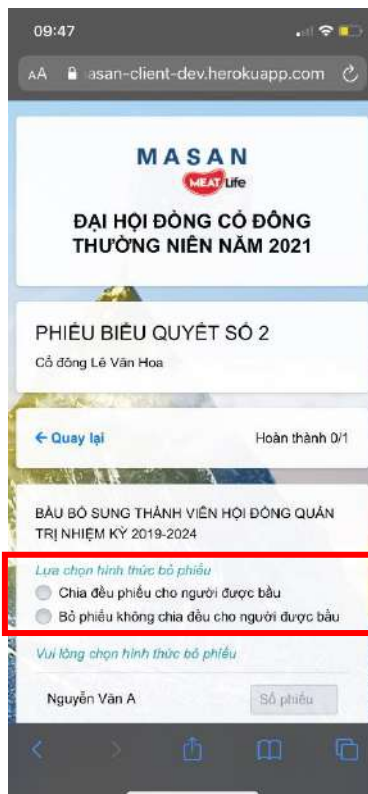 09:47
AA asan-client-dev.herokuapp.com
MASAN
MEAT Life
ĐẠI HỘI ĐỒNG CỔ ĐÔNG
THƯỜNG NIÊN NĂM 2021
PHIẾU BIỂU QUYẾT SỐ 2
Cổ đông Lê Văn Hoa
← Quay lại Hoàn thành 0/1
BẦU BỔ SUNG THÀNH VIÊN HỘI ĐỒNG QUẢN
TRỊ NHIỆM KỲ 2019-2024
Lựa chọn hình thức bỏ phiếu
Chia đều phiếu cho người được bầu
Bỏ phiếu không chia đều cho người được bầu
Vui lòng chọn hình thức bỏ phiếu
Nguyễn Văn A Số phiếu